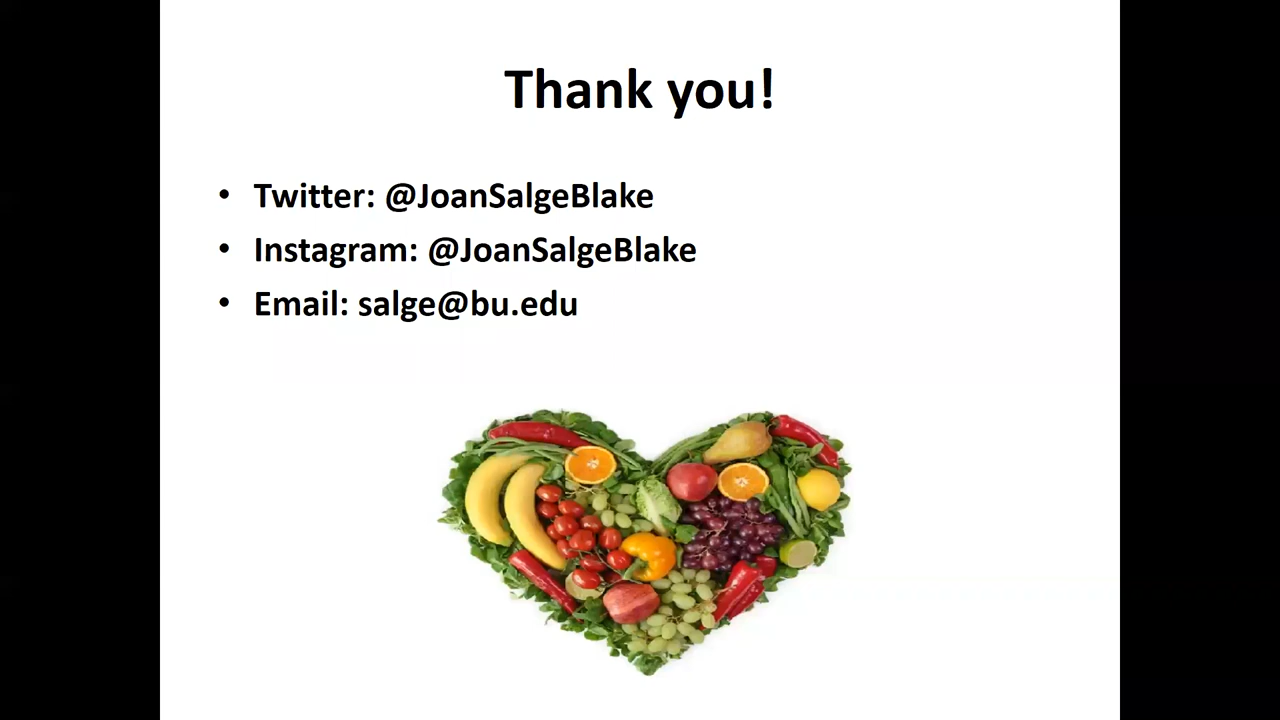 Thank you!
• Twitter: @JoanSalgeBlake
• Instagram: @JoanSalgeBlake
• Email: salge@bu.edu